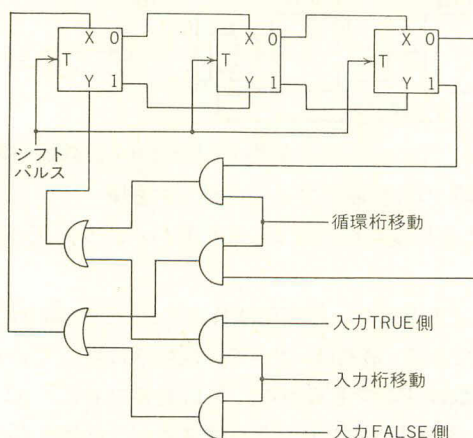 X 0 X 0 X 0
T T T
Y 1 Y 1 Y 1
シフト
パルス
循環桁移動
入力TRUE側
入力桁移動
入力FALSE側